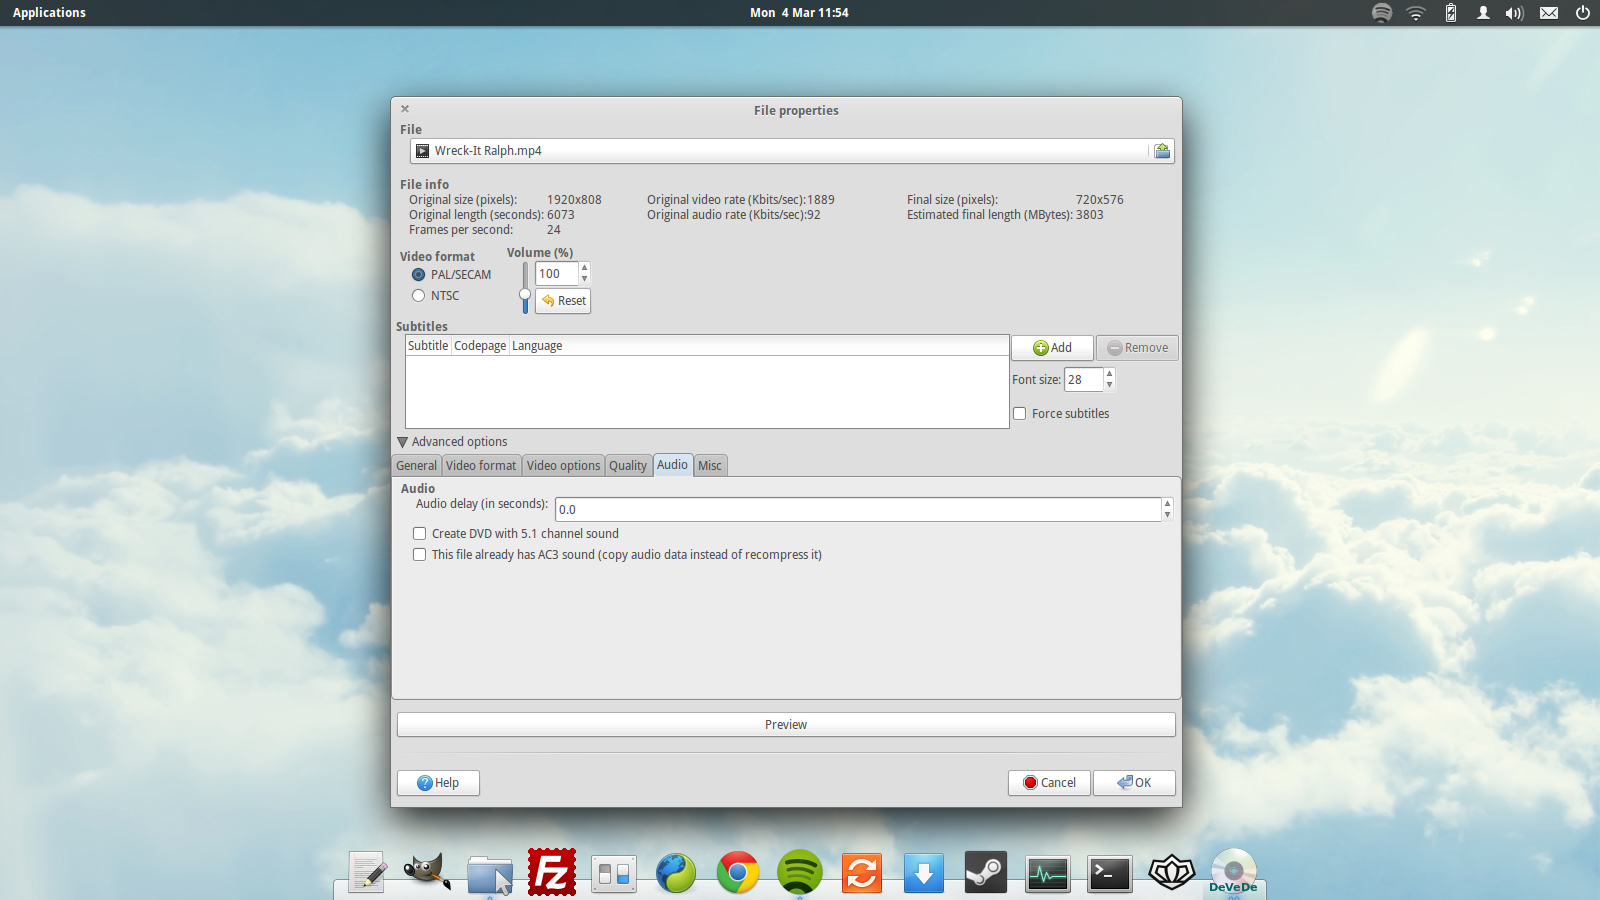 Applications
Mon 4 Mar 11:54
File properties
File
Wreck-It Ralph.mp4
File info
Original size (pixels): 1920x808 Original video rate (Kbits/sec):1889 Final size (pixels): 720x576
Original length (seconds): 6073 Original audio rate (Kbits/sec):92 Estimated final length (MBytes): 3803
Frames per second: 24
Video format Volume (%)
PAL/SECAM 100
NTSC Reset
Subtitles
Subtitle Codepage Language Add Remove
Font size: 28
Force subtitles
Advanced options
General Video format Video options Quality Audio Misc
Audio
Audio delay (in seconds): 0.0
Create DVD with 5.1 channel sound
This file already has AC3 sound (copy audio data instead of recompress it)
Preview
Help Cancel OK
Fz
DeVeDe